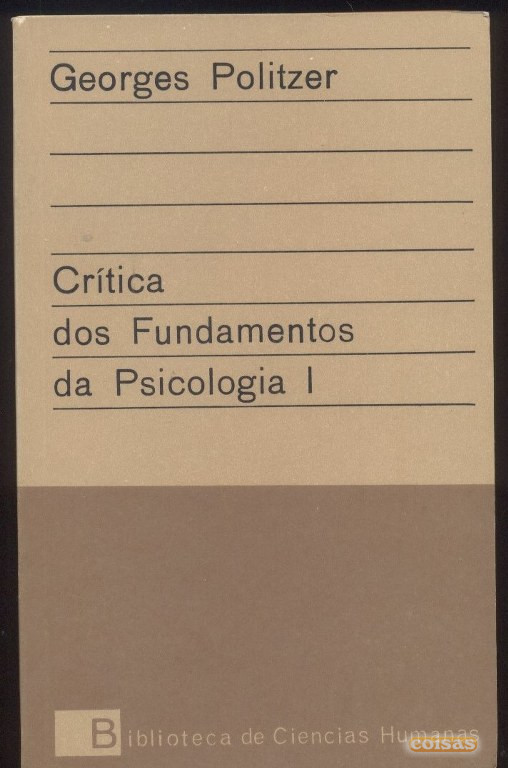 Georges Politzer
Crítica
dos Fundamentos
da Psicologia I
Biblioteca de Ciencias Humanas
coisas